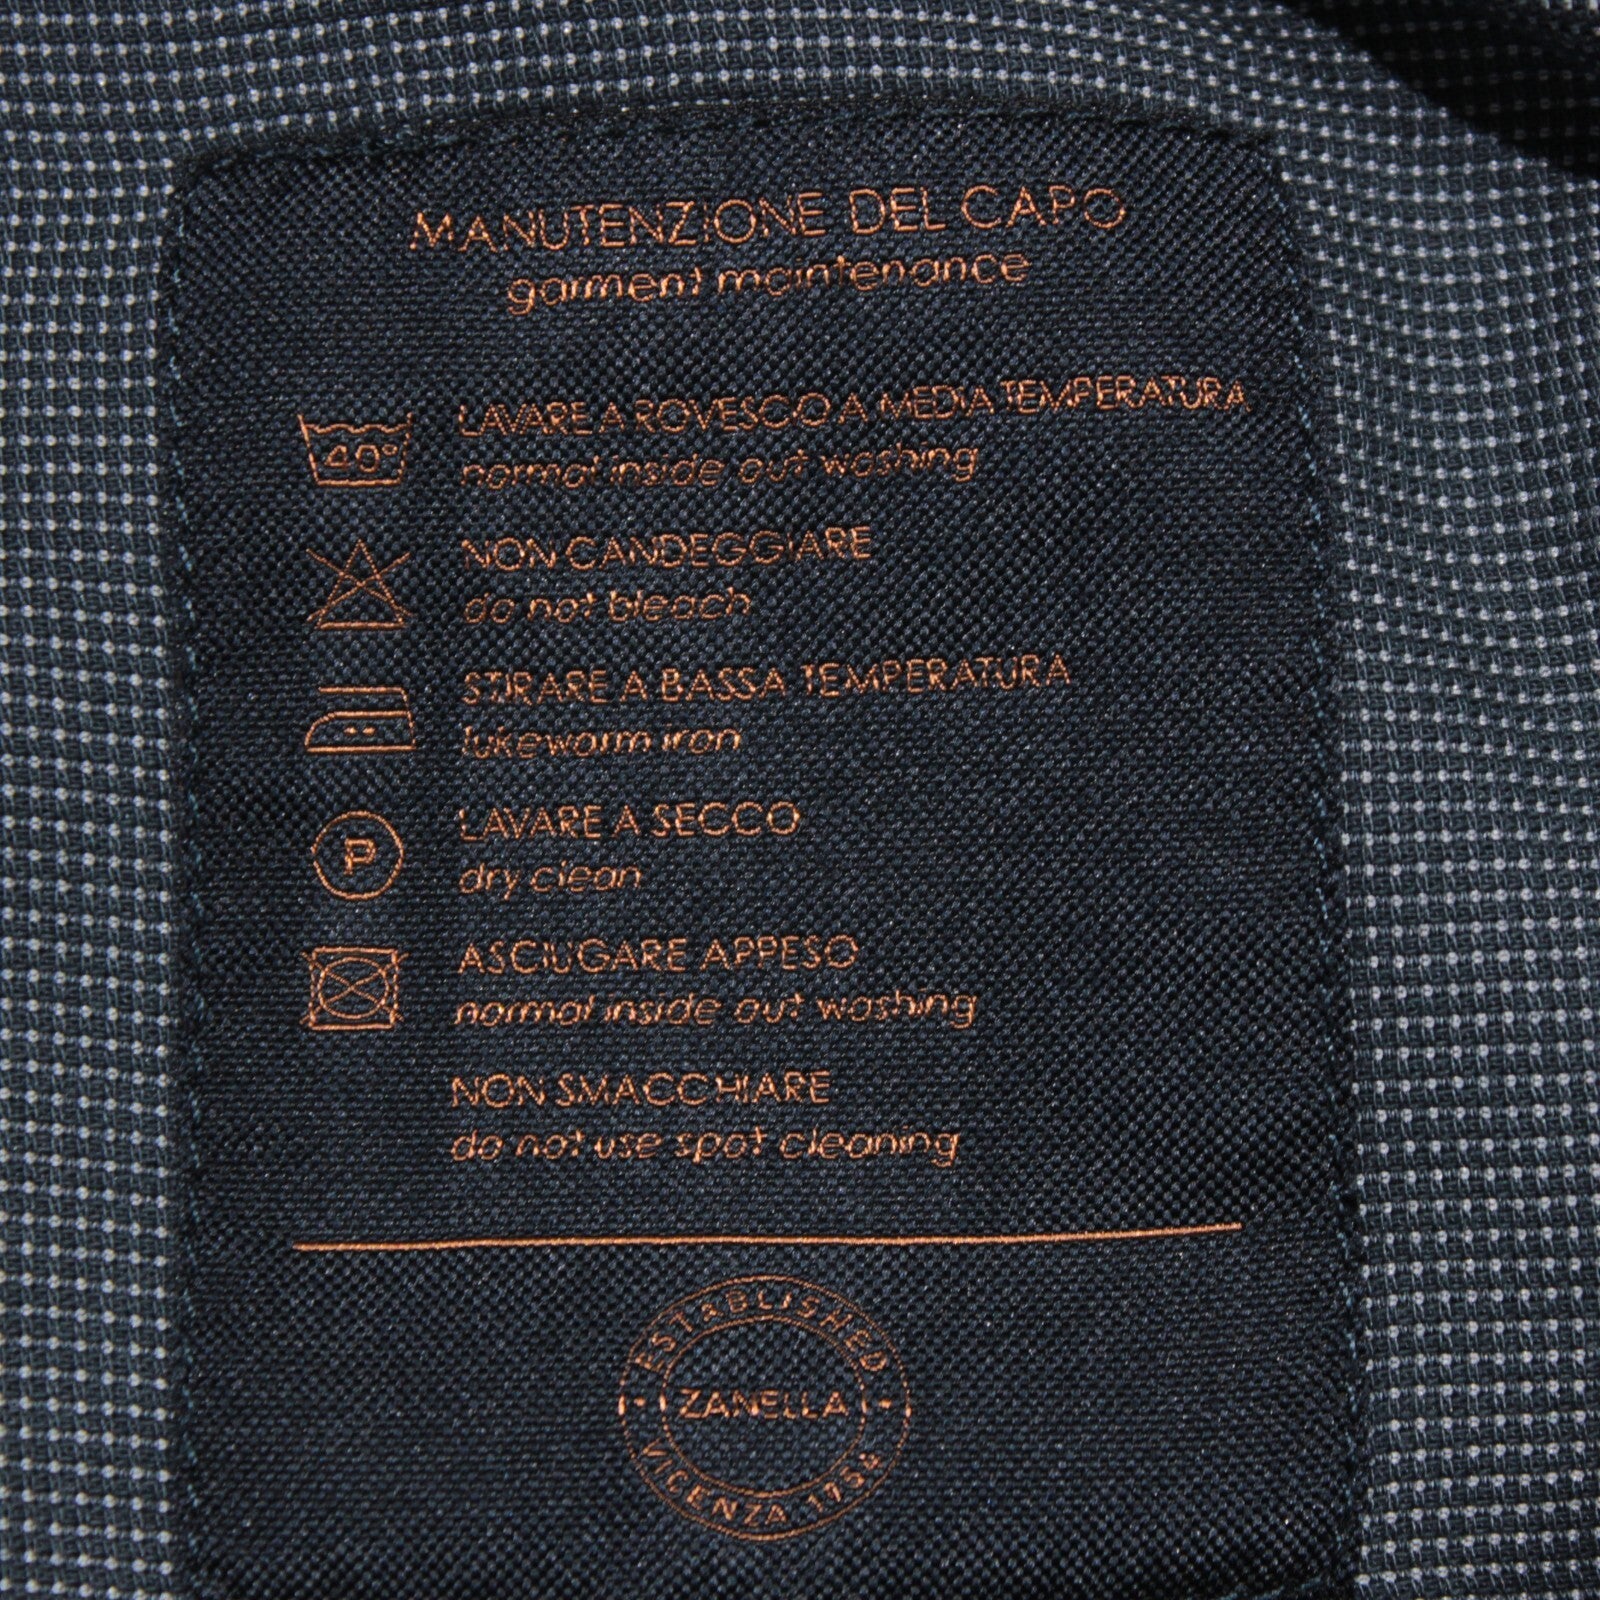 MANUTENZIONE DEL CAPO
garment maintenance
40°
LAVARE A ROVESCIO A MEDIA TEMPERATURA
normal inside out washing
NON CANDEGGIARE
do not bleach
STIRARE A BASSA TEMPERATURA
lukewarm iron
P
LAVARE A SECCO
dry clean
ASCIUGARE APPESO
normal inside out washing
NON SMACCHIARE
do not use spot cleaning
ESTABLISHED
ZANELLA
VICENZA 1154